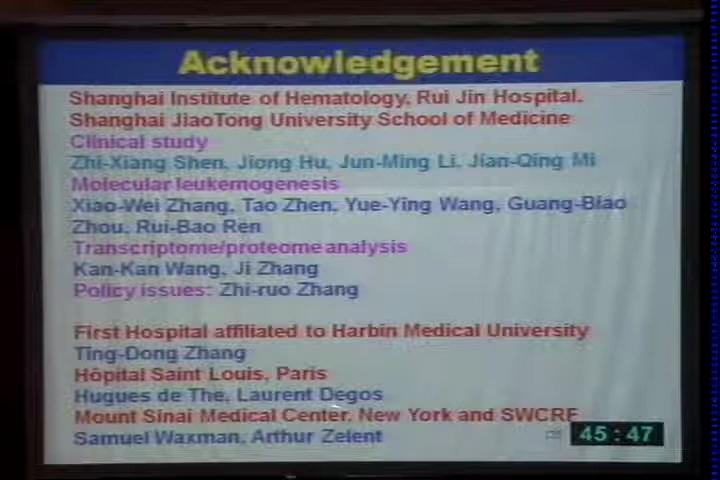 Acknowledgement
Shanghai Institute of Hematology, Rui Jin Hospital.
Shanghai JiaoTong University School of Medicine
Clinical study
Zhi-Xiang Shen, Jiong Hu, Jun-Ming Li, Jian-Qing Mi
Molecular leukemogenesis
Xiao-Wei Zhang, Tao Zhen, Yue-Ying Wang, Guang-Biao
Zhou, Rui-Bao Ren
Transcriptome/proteome analysis
Kan-Kan Wang, Ji Zhang
Policy issues: Zhi-ruo Zhang
First Hospital affiliated to Harbin Medical University
Ting-Dong Zhang
Hôpital Saint Louis, Paris
Hugues de The, Laurent Degos
Mount Sinai Medical Center, New York and SWCRF
Samuel Waxman, Arthur Zelent
45:47